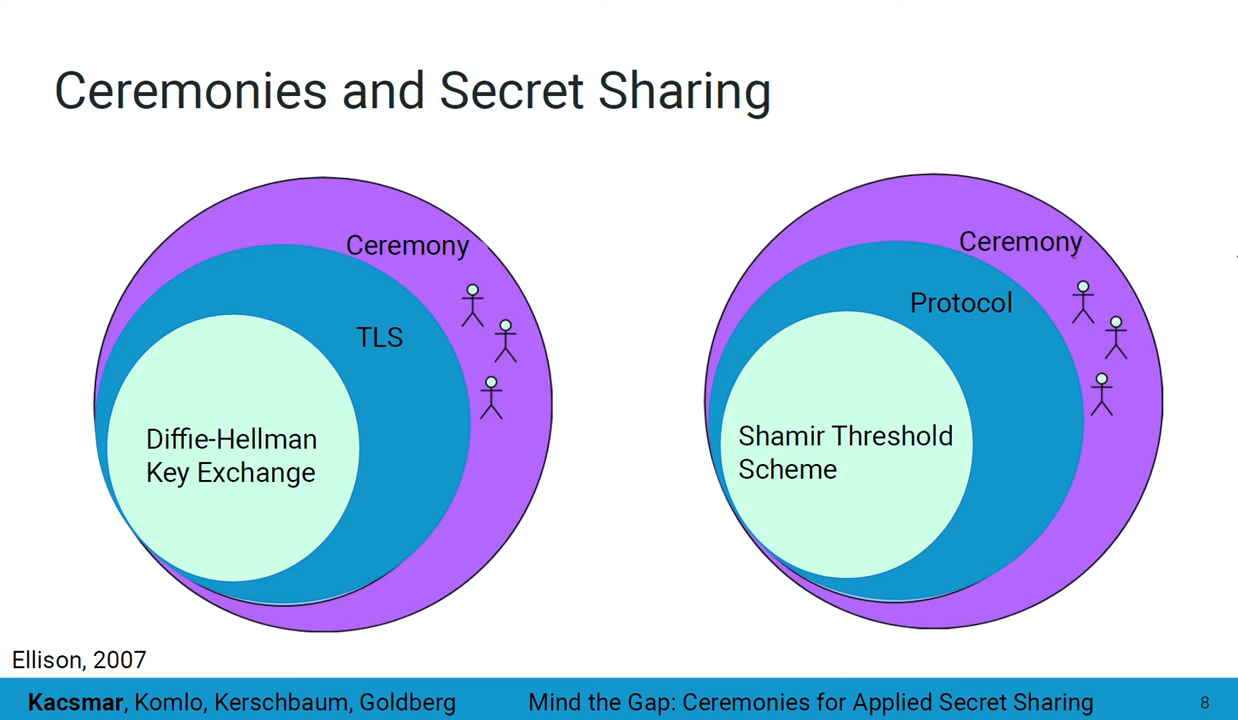 Ceremonies and Secret Sharing
Ceremony
TLS
Diffie-Hellman
Key Exchange
Ceremony
Protocol
Shamir Threshold
Scheme
Ellison, 2007
Kacsmar, Komlo, Kerschbaum, Goldberg
Mind the Gap: Ceremonies for Applied Secret Sharing
8